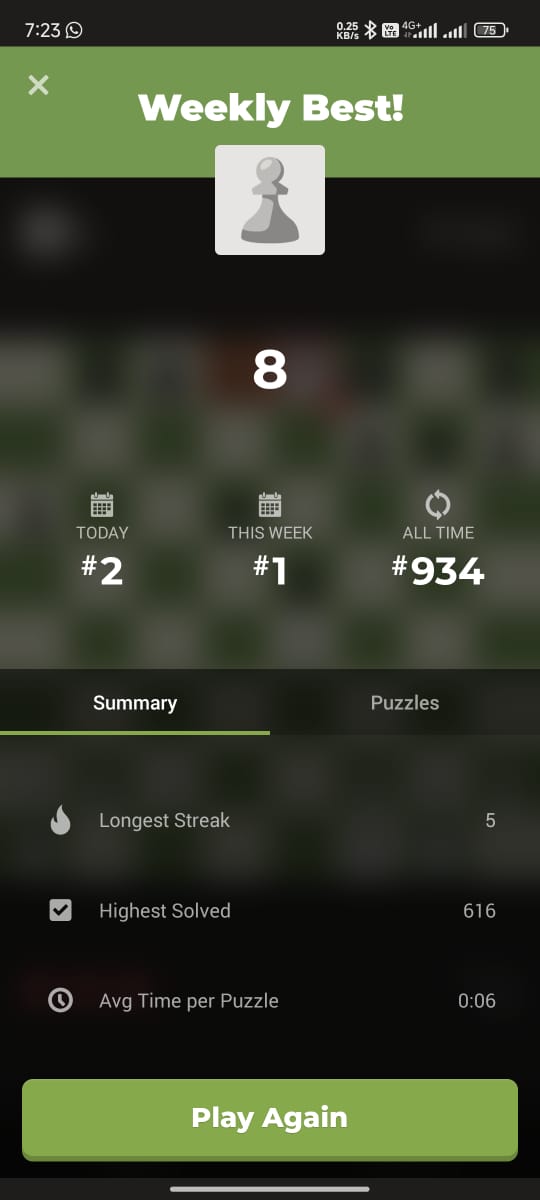 7:23
0.25
KB/s
Vo
LTE
4G+
75
Weekly Best!
8
TODAY
THIS WEEK
ALL TIME
#2
#1
#934
Summary
Puzzles
Longest Streak
5
Highest Solved
616
Avg Time per Puzzle
0:06
Play Again